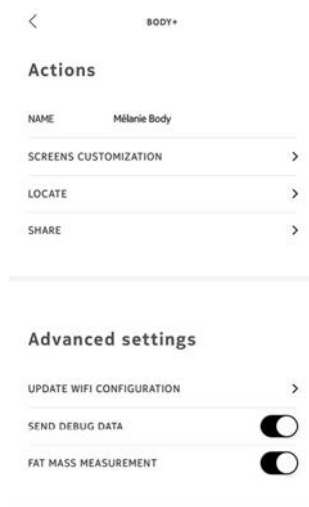 BODY+
Actions
NAME Mélanie Body
SCREENS CUSTOMIZATION
LOCATE
SHARE
Advanced settings
UPDATE WIFI CONFIGURATION
SEND DEBUG DATA
FAT MASS MEASUREMENT